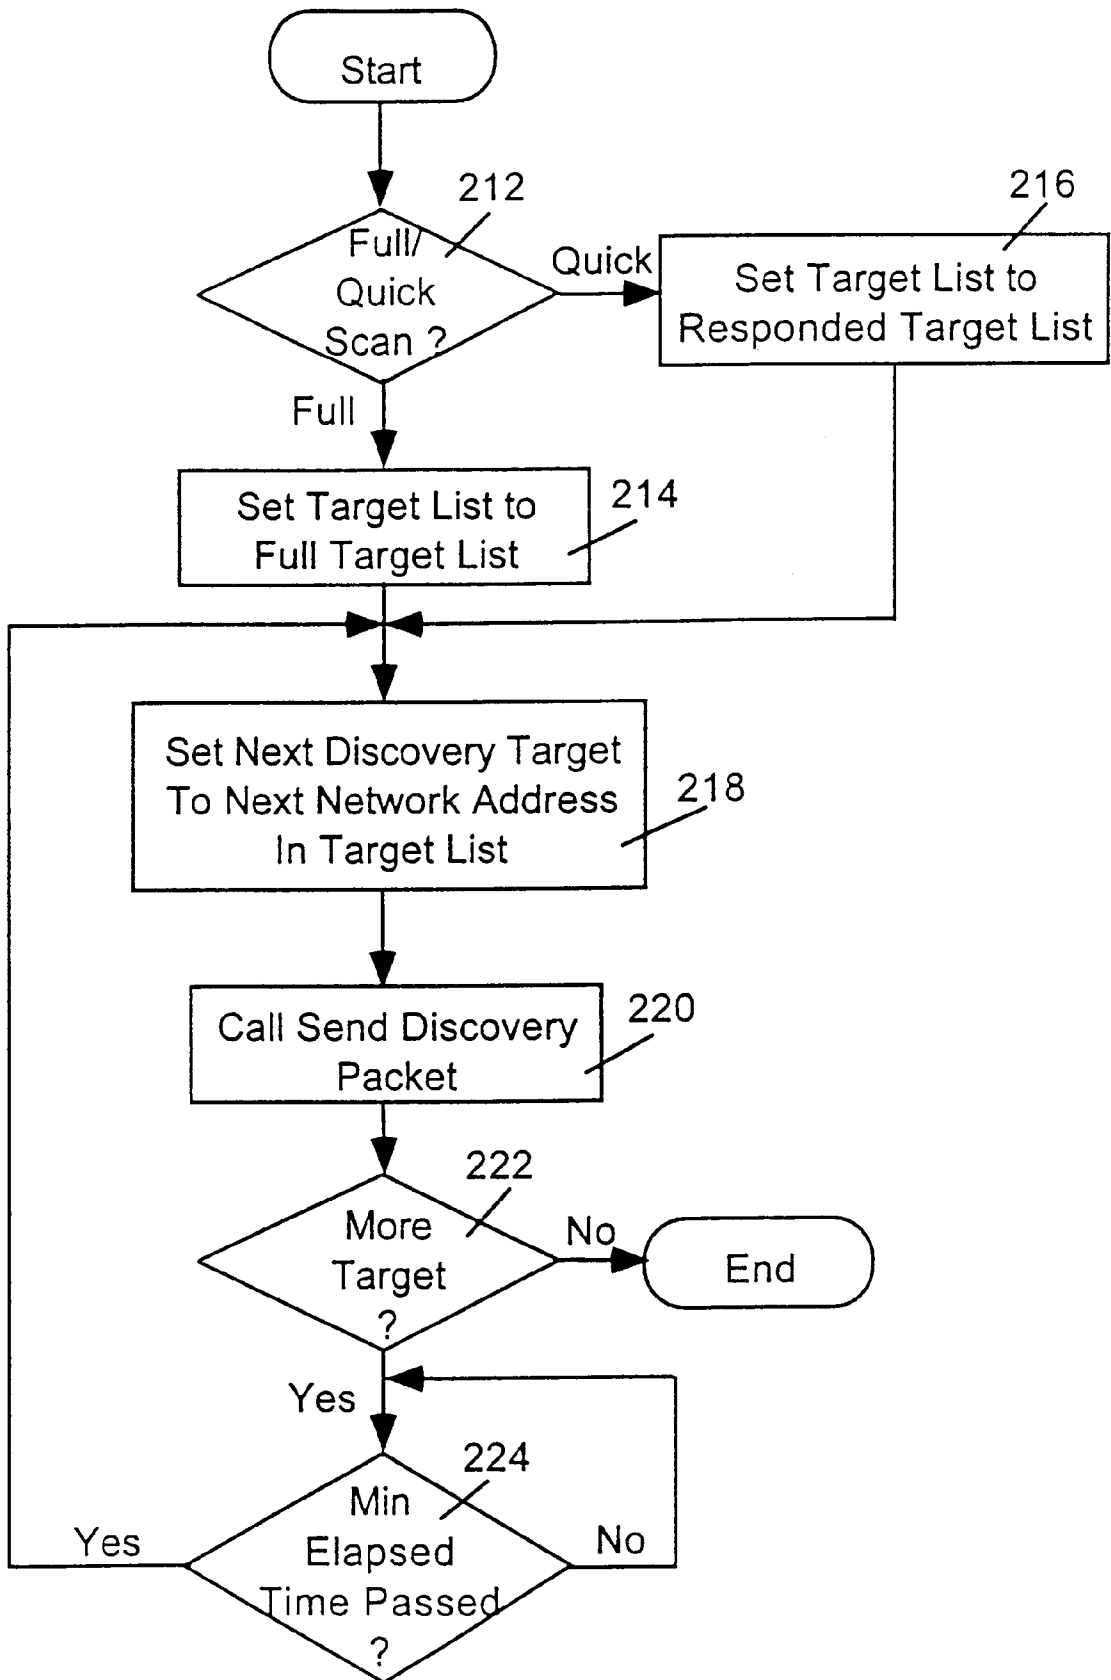 Start
212
Full/
Quick
Scan ?
Quick
216
Set Target List to
Responded Target List
Full
214
Set Target List to
Full Target List
Set Next Discovery Target
To Next Network Address
In Target List
218
Call Send Discovery
Packet
220
222
More
Target
?
No
End
Yes
224
Min
Elapsed
Time Passed
?
Yes
No